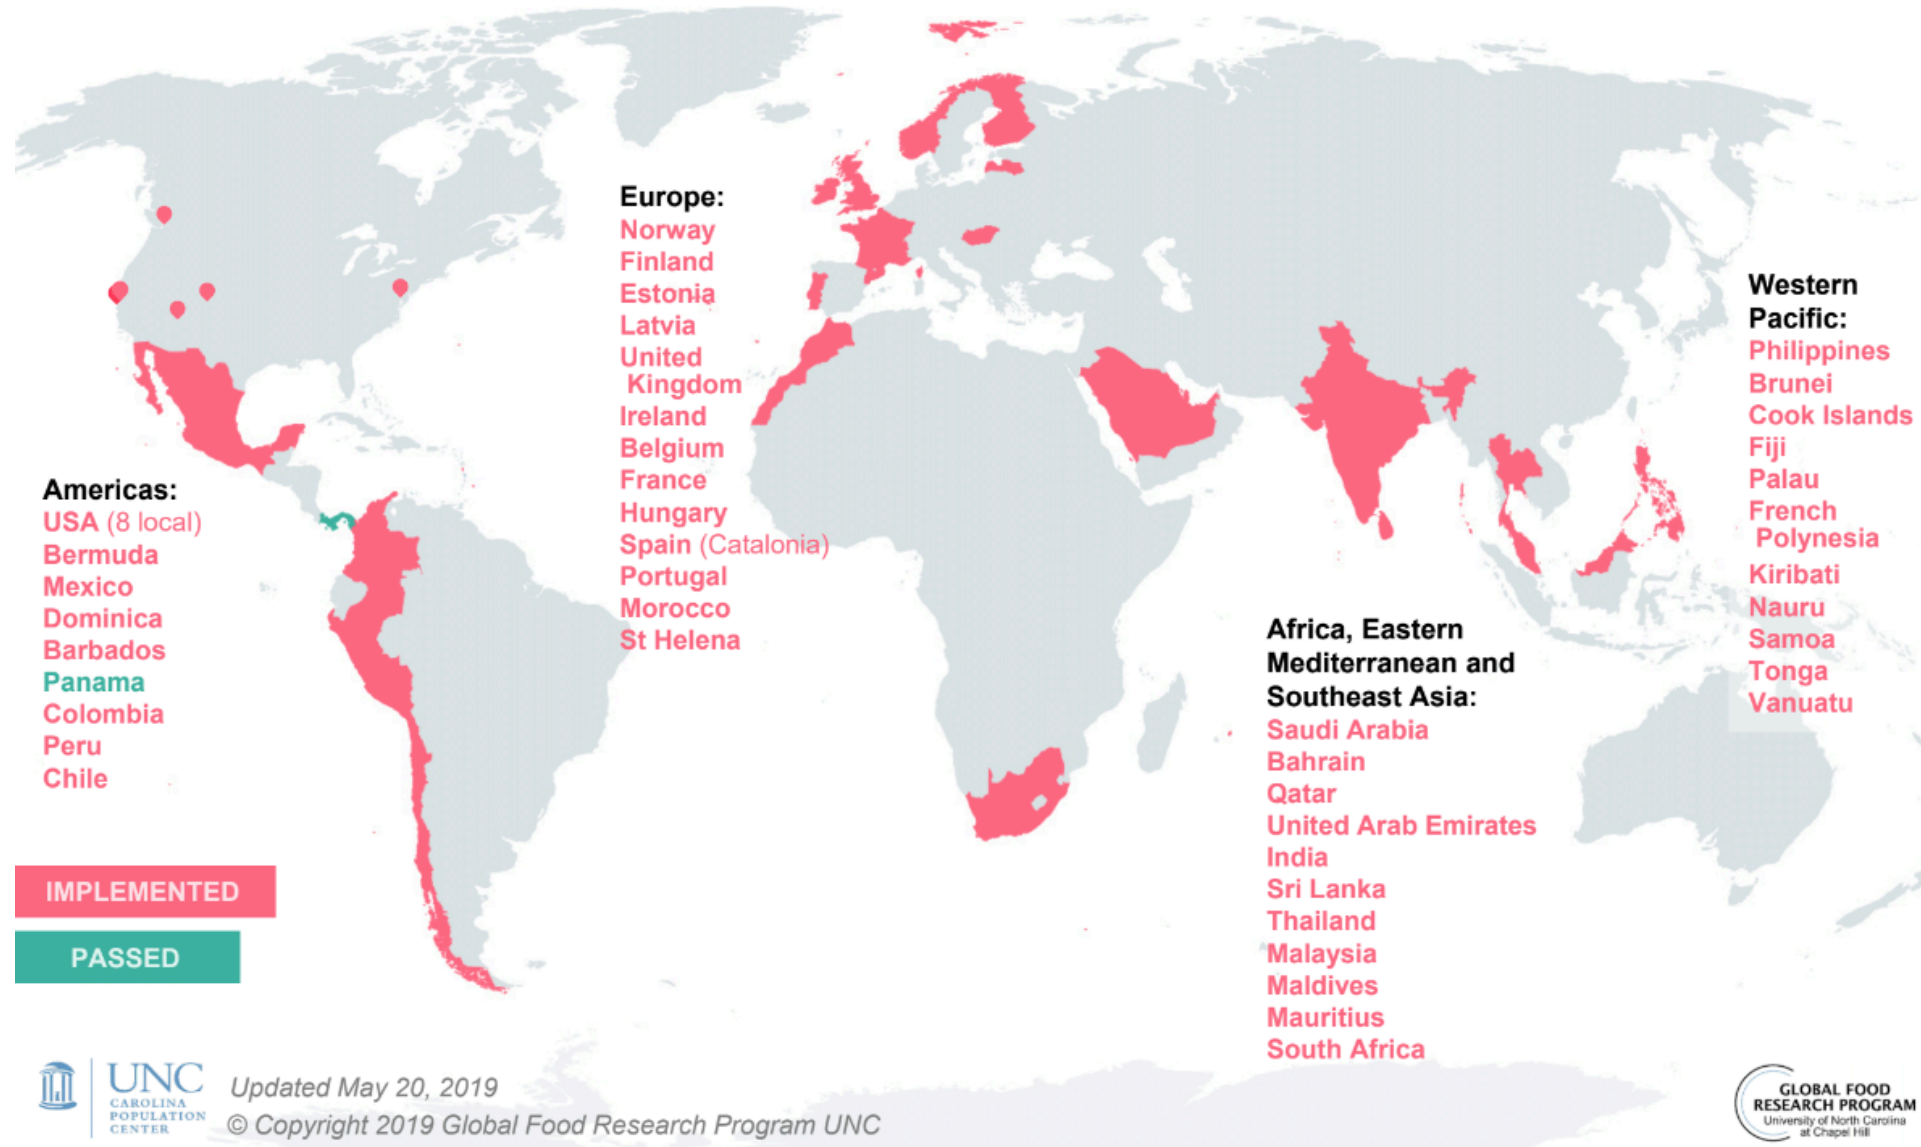 Europe:
Norway
Finland
Estonia
Latvia
United
Kingdom
Ireland
Belgium
France
Hungary
Spain (Catalonia)
Portugal
Morocco
St Helena
Western
Pacific:
Philippines
Brunei
Cook Islands
Fiji
Palau
French
Polynesia
Kiribati
Nauru
Samoa
Tonga
Vanuatu
Americas:
USA (8 local)
Bermuda
Mexico
Dominica
Barbados
Panama
Colombia
Peru
Chile
Africa, Eastern
Mediterranean and
Southeast Asia:
Saudi Arabia
Bahrain
Qatar
United Arab Emirates
India
Sri Lanka
Thailand
Malaysia
Maldives
Mauritius
South Africa
IMPLEMENTED
PASSED
UNC
CAROLINA
POPULATION
CENTER
Updated May 20, 2019
© Copyright 2019 Global Food Research Program UNC
GLOBAL FOOD
RESEARCH PROGRAM
University of North Carolina
at Chapel Hill